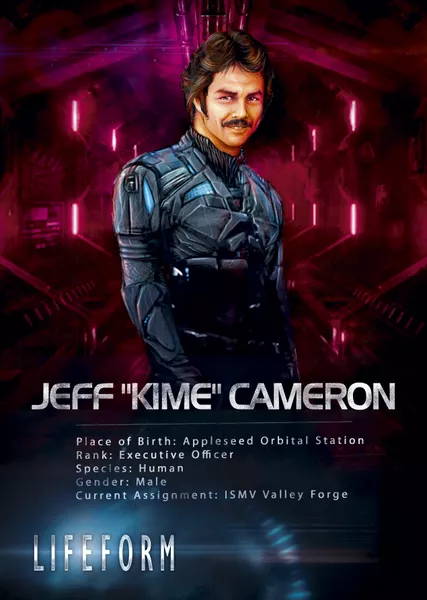 JEFF "KIME" CAMERON
Place of Birth: Appleseed Orbital Station
Rank: Executive Officer
Species: Human
Gender: Male
Current Assignment: ISMV Valley Forge
LIFEFORM